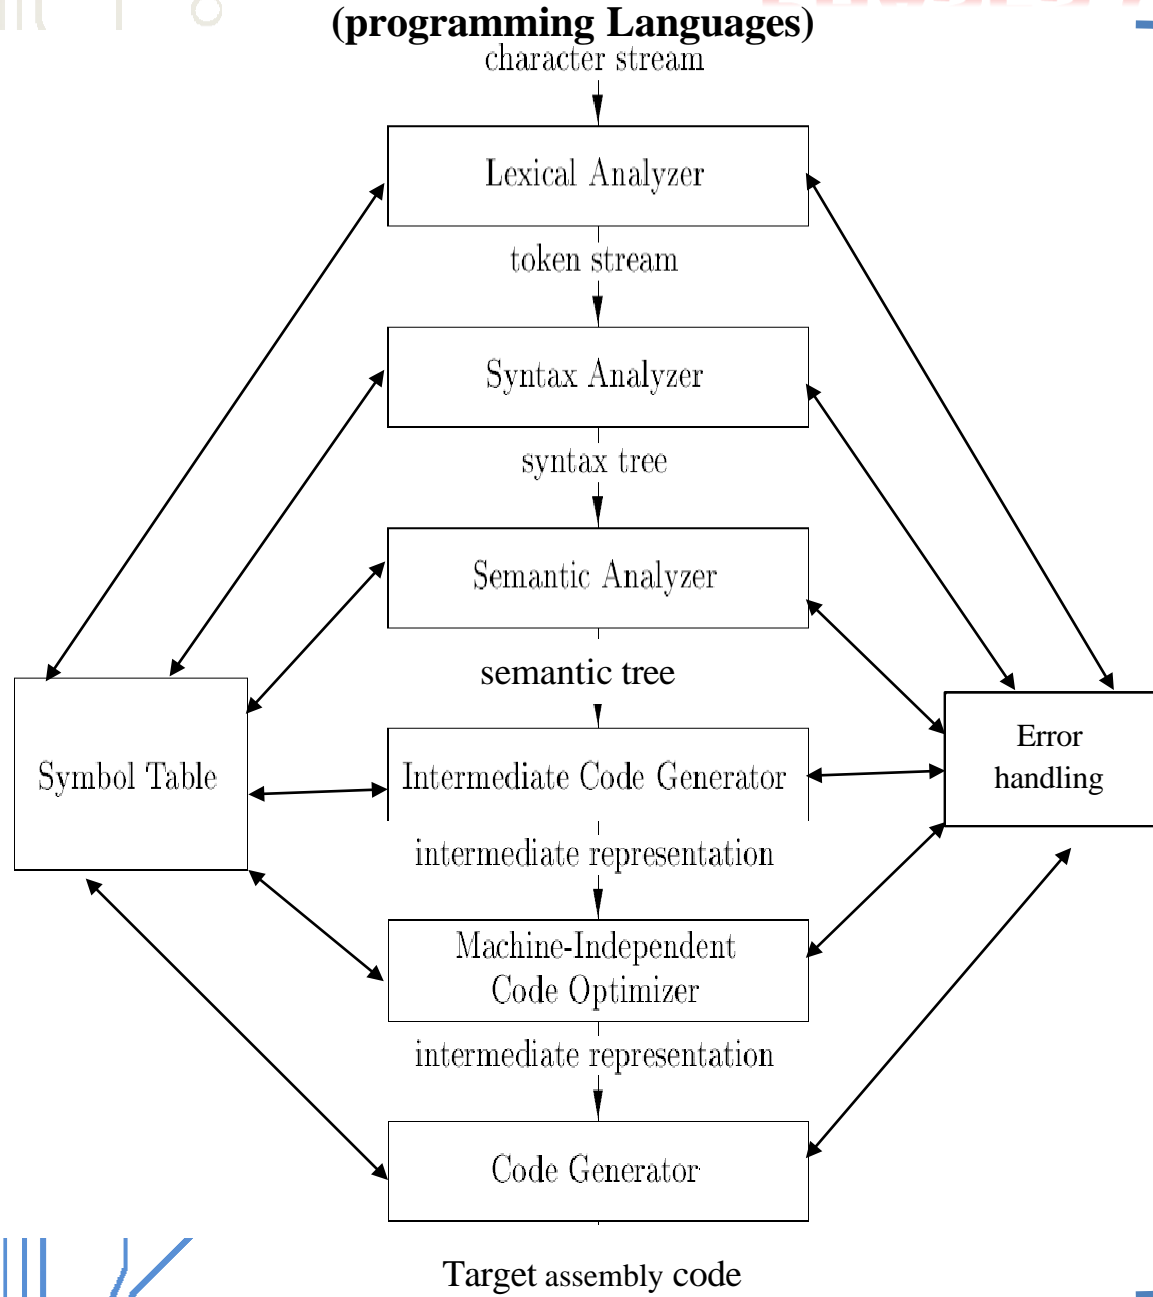 (programming Languages)
character stream
Lexical Analyzer
token stream
Syntax Analyzer
syntax tree
Semantic Analyzer
semantic tree
Symbol Table
Intermediate Code Generator
Error
handling
intermediate representation
Machine-Independent
Code Optimizer
intermediate representation
Code Generator
Target assembly code